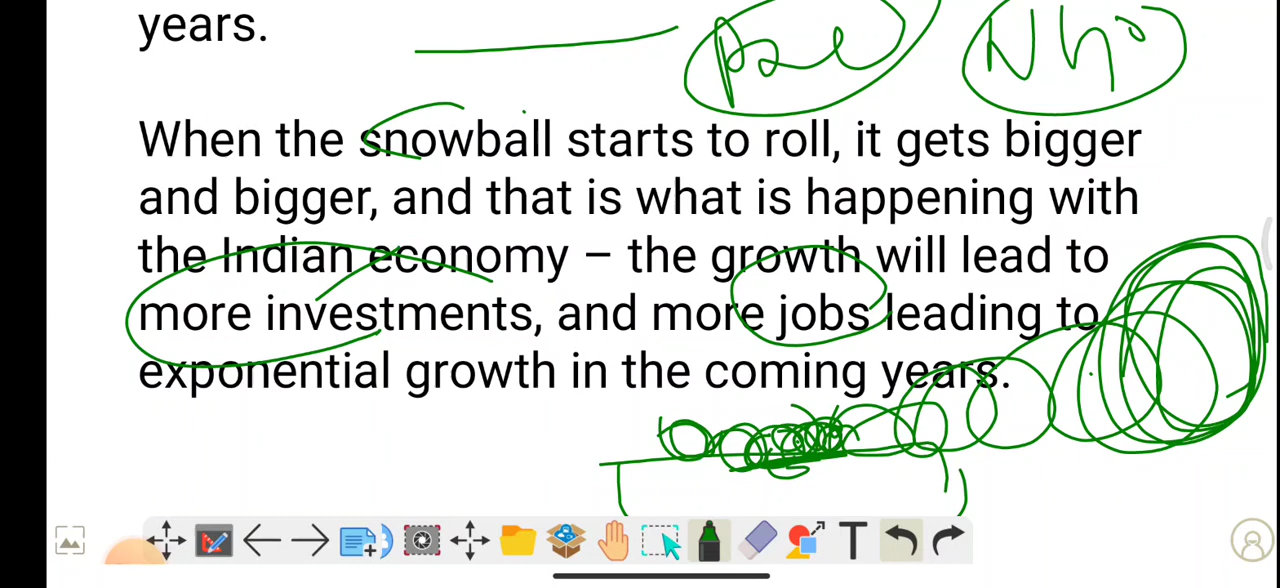 years.
When the snowball starts to roll, it gets bigger
and bigger, and that is what is happening with
the Indian economy – the growth will lead to
more investments, and more jobs leading to
exponential growth in the coming years.
T